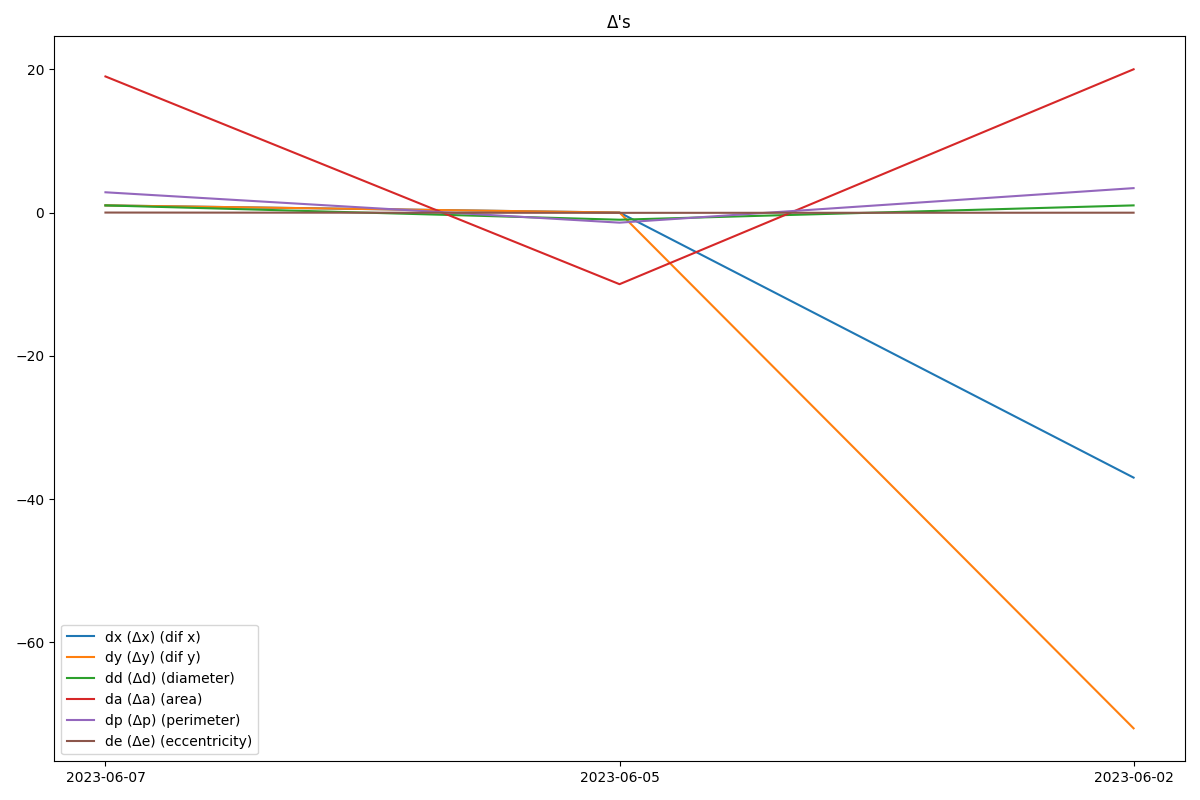 Δ's
20
0
−20
−40
−60
dx (Δx) (dif x)
dy (Δy) (dif y)
dd (Δd) (diameter)
da (Δa) (area)
dp (Δp) (perimeter)
de (Δe) (eccentricity)
2023-06-07 2023-06-05 2023-06-02